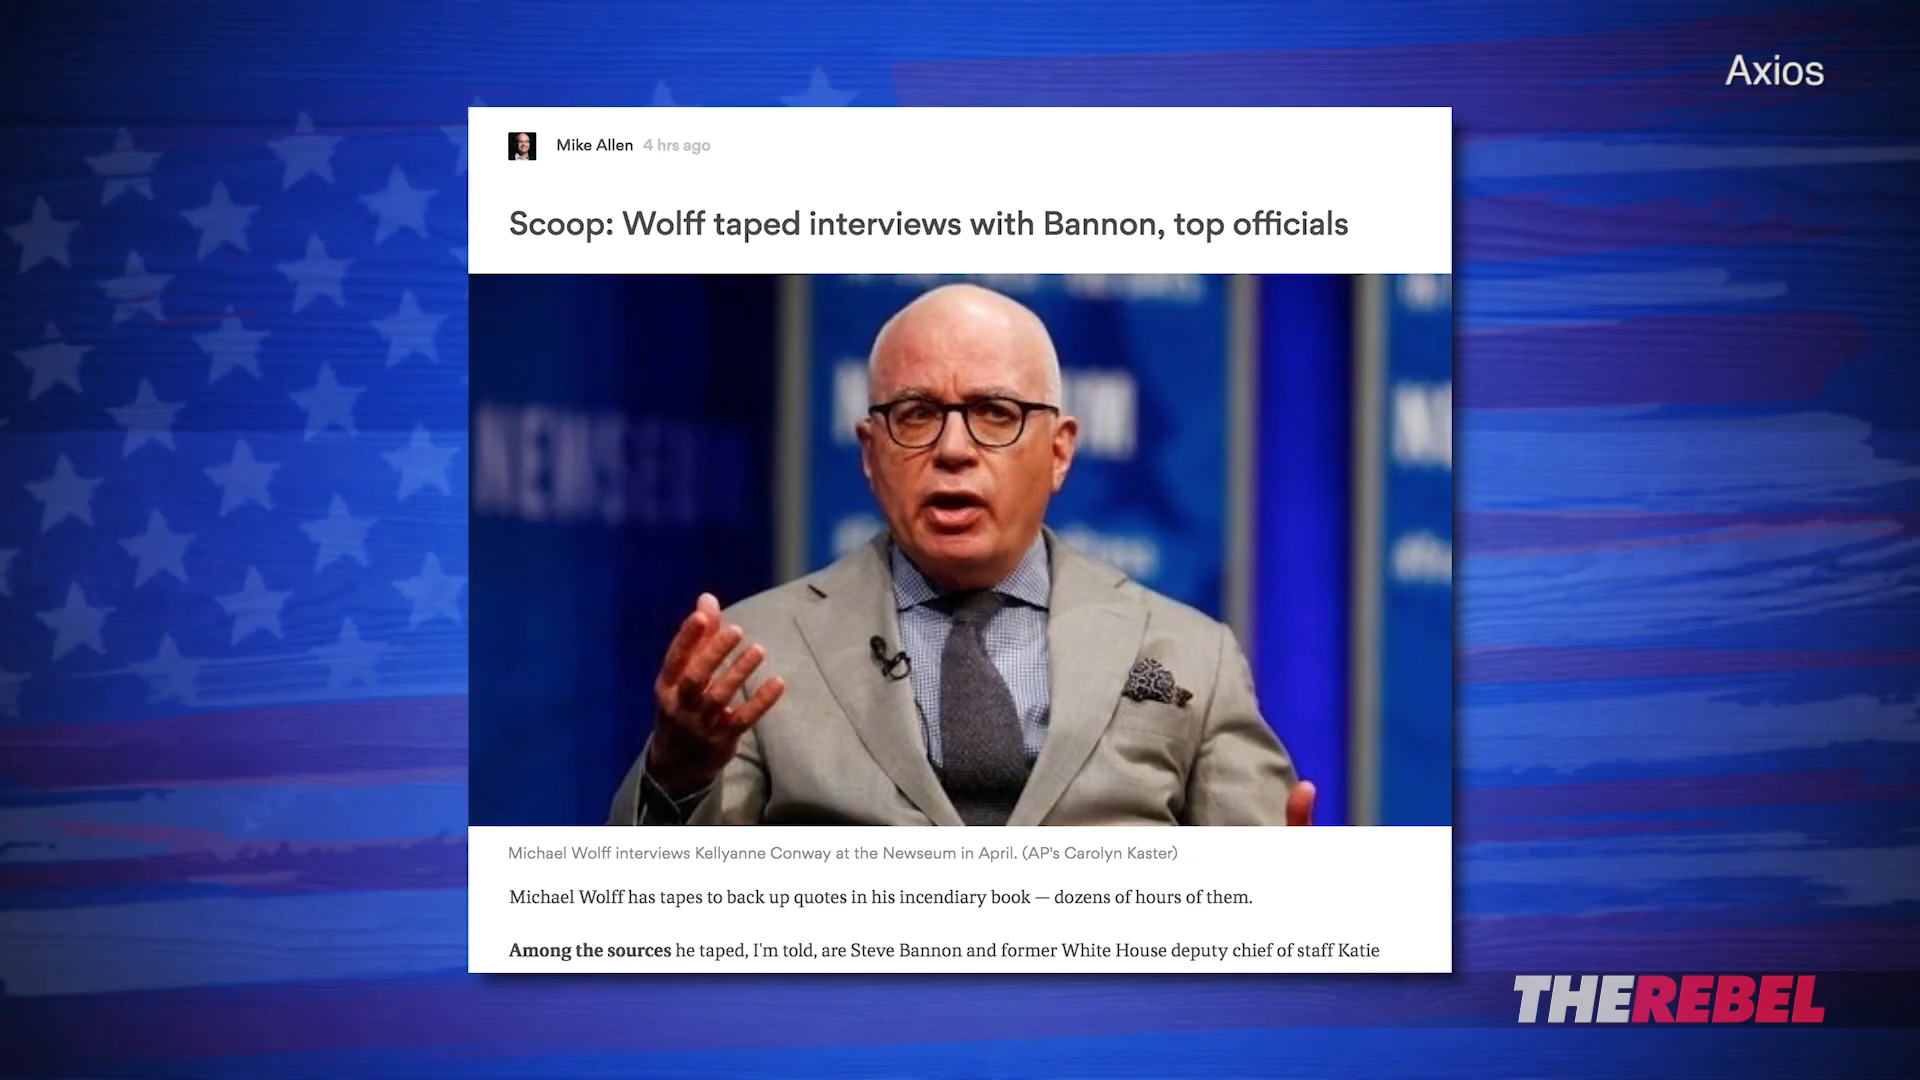 Axios
Mike Allen 4 hrs ago
Scoop: Wolff taped interviews with Bannon, top officials
NEWSEUM
Michael Wolff interviews Kellyanne Conway at the Newseum in April. (AP's Carolyn Kaster)
Michael Wolff has tapes to back up quotes in his incendiary book — dozens of hours of them.
Among the sources he taped, I'm told, are Steve Bannon and former White House deputy chief of staff Katie
THEREBEL